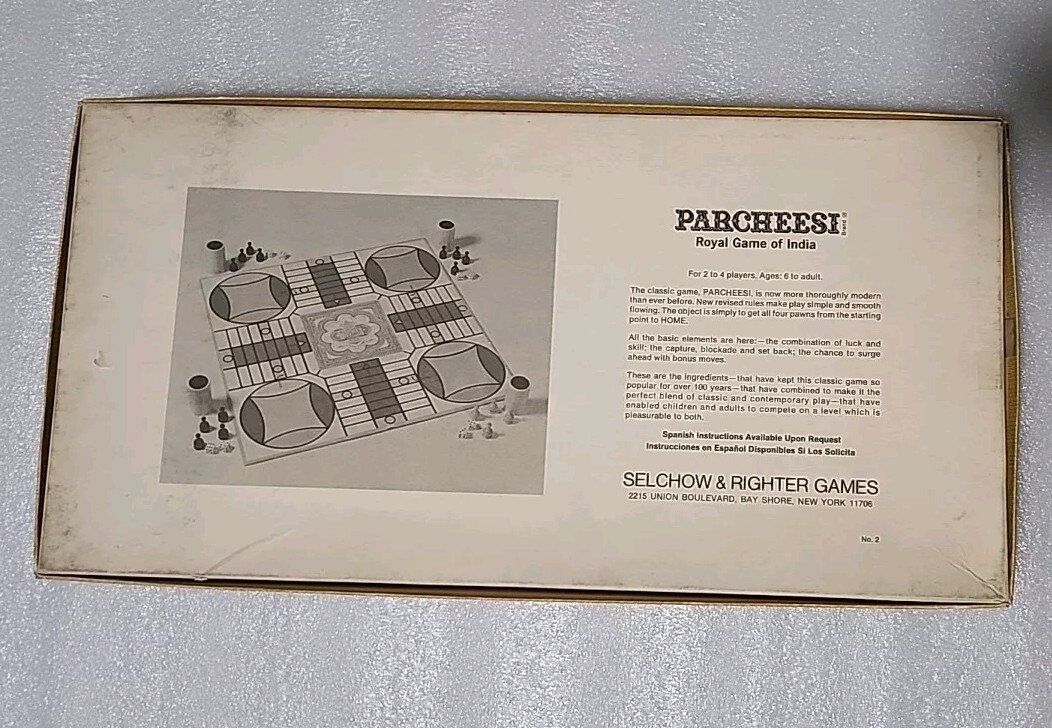 PARCHEESI Brand ®
Royal Game of India
For 2 to 4 players. Ages: 6 to adult.
The classic game, PARCHEESI, is now more thoroughly modern
than ever before. New revised rules make play simple and smooth
flowing. The object is simply to get all four pawns from the starting
point to HOME.
All the basic elements are here:—the combination of luck and
skill; the capture, blockade and set back; the chance to surge
ahead with bonus moves.
These are the ingredients—that have kept this classic game so
popular for over 100 years—that have combined to make it the
perfect blend of classic and contemporary play—that have
enabled children and adults to compete on a level which is
pleasurable to both.
Spanish Instructions Available Upon Request
Instrucciones en Español Disponibles Si Los Solicita
SELCHOW & RIGHTER GAMES
2215 UNION BOULEVARD, BAY SHORE, NEW YORK 11706
No. 2